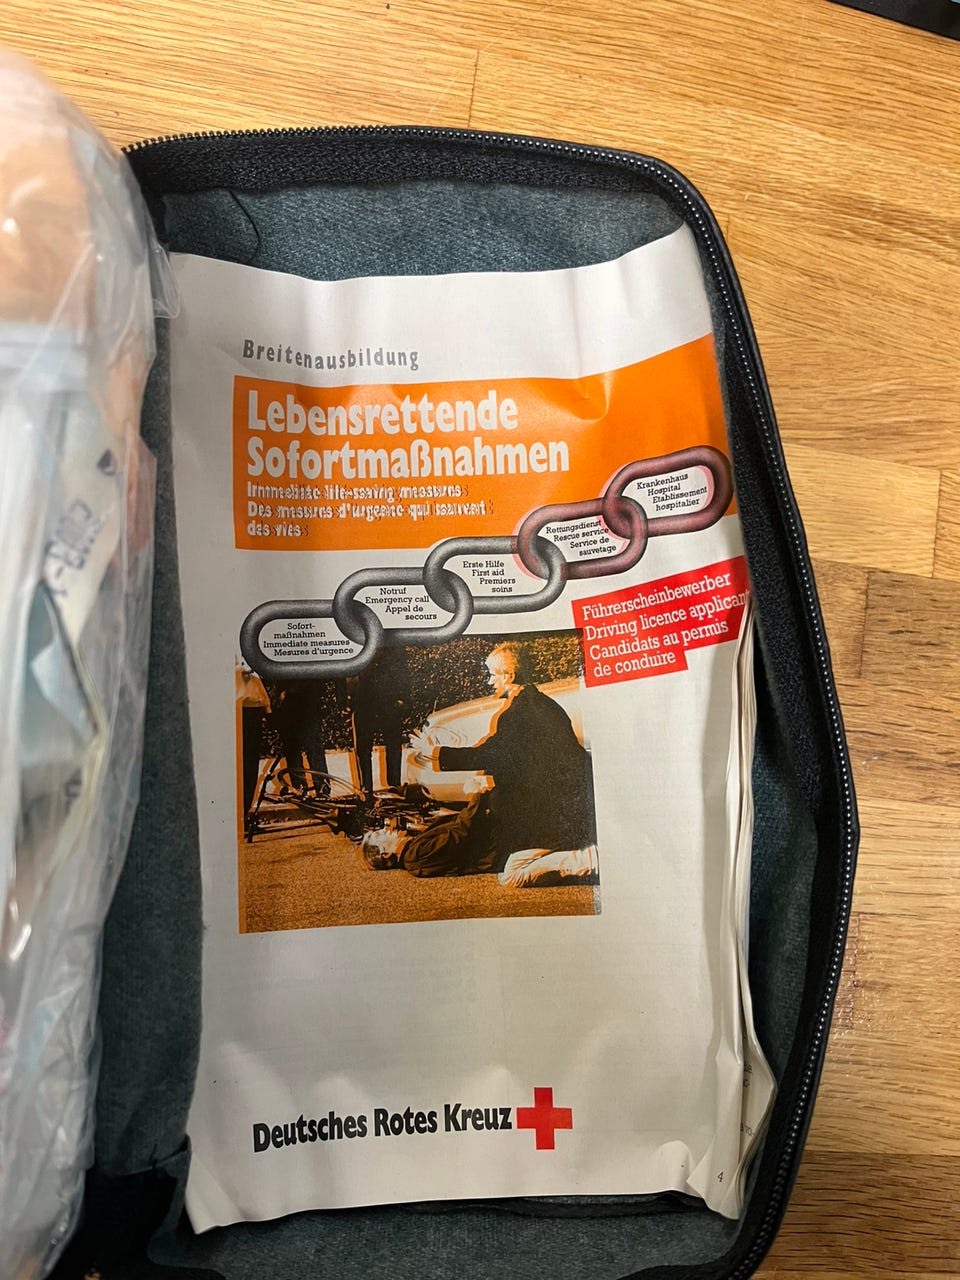 Breitenausbildung
Lebensrettende
Sofortmaßnahmen
Immediate life-saving measures
Des mesures d'urgence qui sauvent
des vies
Krankenhaus
Hospital
Etablissement
hospitalier
Rettungsdienst
Rescue service
Service de
sauvetage
Erste Hilfe
First aid
Premiers
soins
Notruf
Emergency call
Appel de
secours
Sofort-
maßnahmen
Immediate measures
Mesures d'urgence
Führerscheinbewerber
Driving licence applican
Candidats au permis
de conduire
Deutsches Rotes Kreuz
4